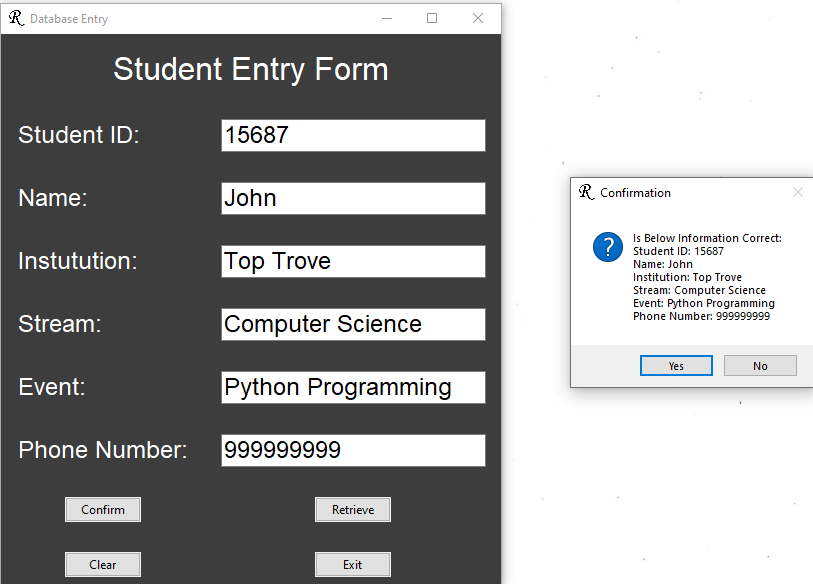 Database Entry
Student Entry Form
Student ID: 15687
Name: John
Instutution: Top Trove
Stream: Computer Science
Event: Python Programming
Phone Number: 999999999
Confirm Retrieve
Clear Exit
Confirmation
Is Below Information Correct:
Student ID: 15687
Name: John
Institution: Top Trove
Stream: Computer Science
Event: Python Programming
Phone Number: 999999999
Yes No